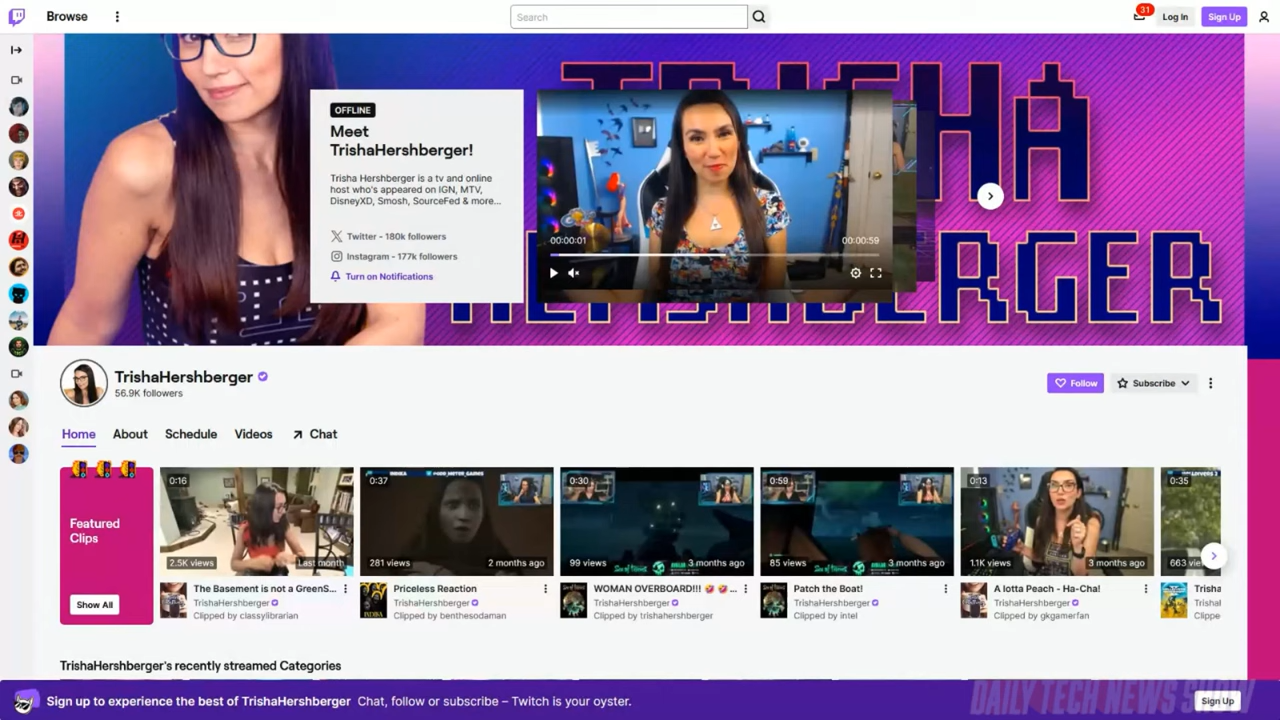 Browse
Search
31
Log In
Sign Up
TRISHA
HERSHBERGER
OFFLINE
Meet
TrishaHershberger!
Trisha Hershberger is a tv and online
host who's appeared on IGN, MTV,
DisneyXD, Smosh, SourceFed & more...
Twitter - 180k followers
Instagram - 177k followers
Turn on Notifications
00:00:01
00:00:59
TrishaHershberger
56.9K followers
Follow
Subscribe
Home
About
Schedule
Videos
Chat
Featured
Clips
Show All
0:16
2.5K views
Last month
The Basement is not a GreenS...
TrishaHershberger
Clipped by classylibrarian
0:37
281 views
2 months ago
Priceless Reaction
TrishaHershberger
Clipped by benthesodaman
0:30
99 views
3 months ago
WOMAN OVERBOARD!!! 🥰 🥰 ...
TrishaHershberger
Clipped by trishahershberger
0:59
85 views
3 months ago
Patch the Boat!
TrishaHershberger
Clipped by intel
0:13
1.1K views
3 months ago
A lotta Peach - Ha-Cha!
TrishaHershberger
Clipped by gkgamerfan
0:35
663 vie
Trisha
Trishal
Clippe
TrishaHershberger's recently streamed Categories
Sign up to experience the best of TrishaHershberger Chat, follow or subscribe – Twitch is your oyster.
Sign Up
DAILY TECH NEWS SHOW